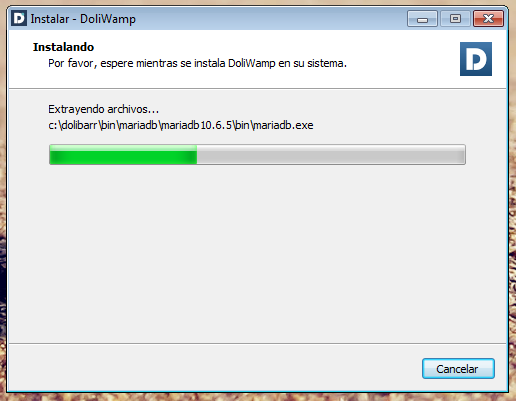 D Instalar - DoliWamp
Instalando
Por favor, espere mientras se instala DoliWamp en su sistema.
D
Extrayendo archivos...
c:\dolibarr\bin\mariadb\mariadb10.6.5\bin\mariadb.exe
Cancelar